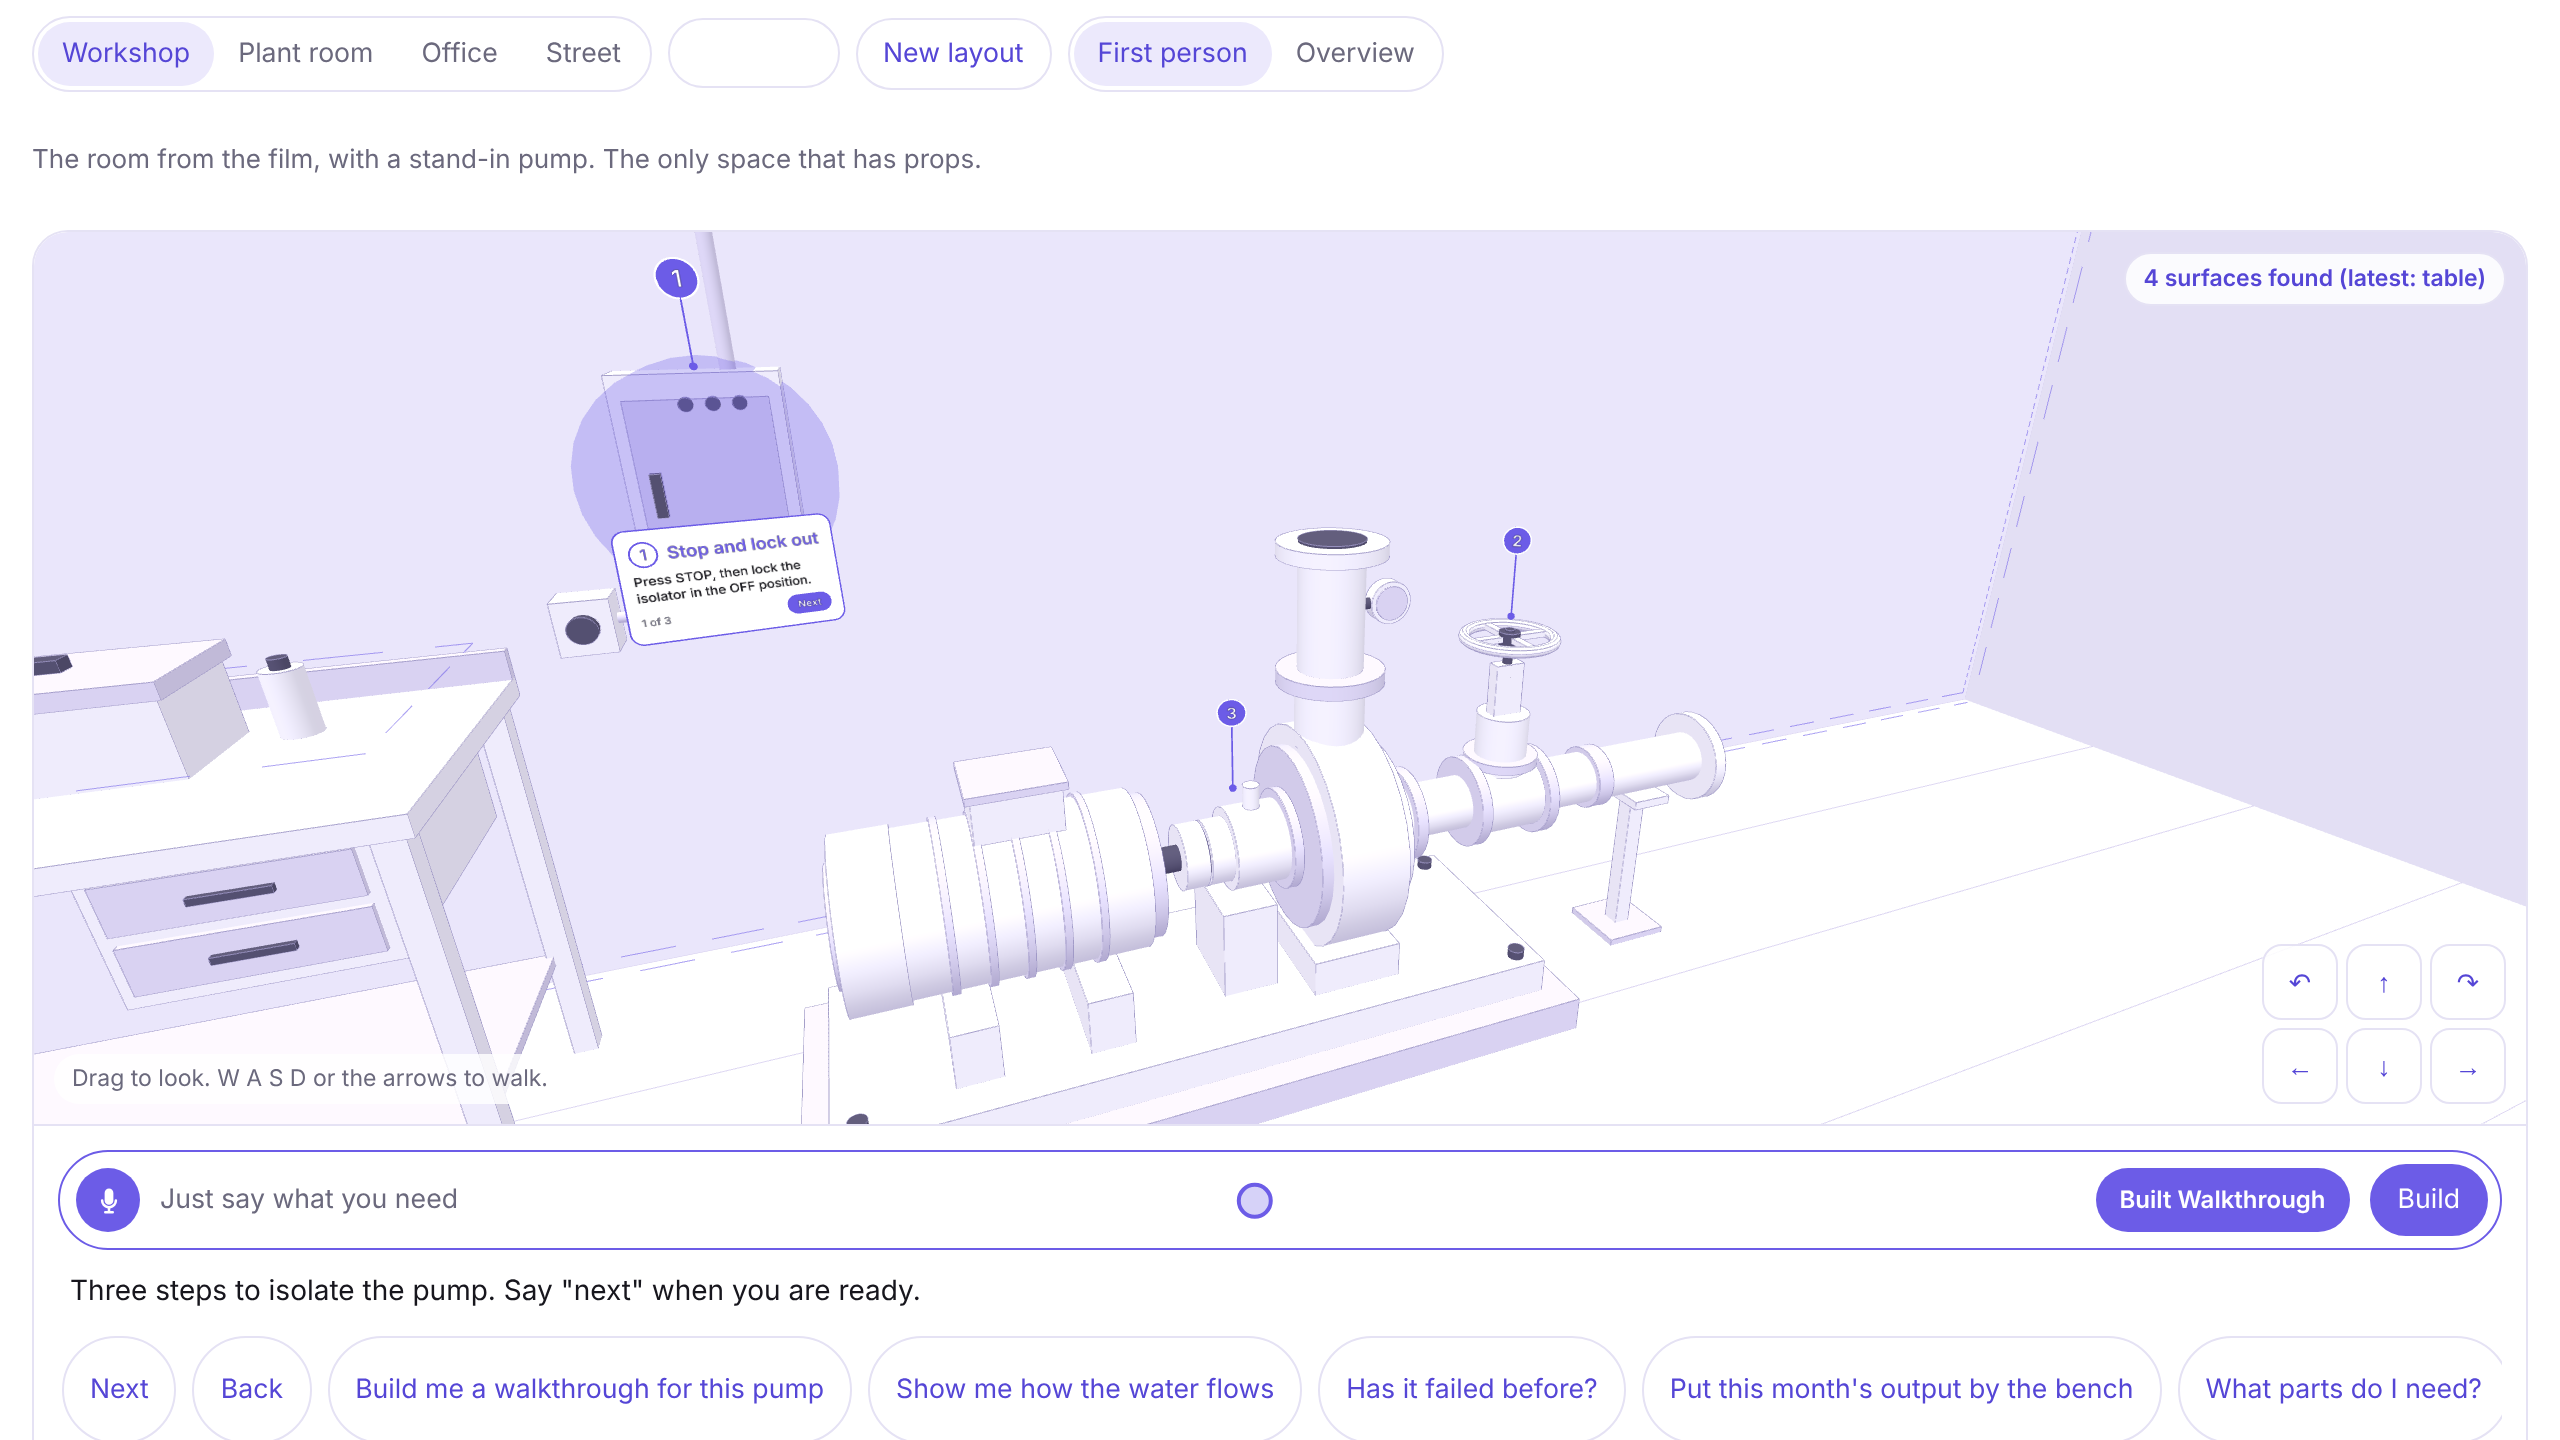 Workshop Plant room Office Street New layout First person Overview
The room from the film, with a stand-in pump. The only space that has props.
4 surfaces found (latest: table)
1
1 Stop and lock out
Press STOP, then lock the
isolator in the OFF position.
Next
1 of 3
2
3
Drag to look. W A S D or the arrows to walk.
↶ ↑ ↷
← ↓ →
Just say what you need Built Walkthrough Build
Three steps to isolate the pump. Say "next" when you are ready.
Next Back Build me a walkthrough for this pump Show me how the water flows Has it failed before? Put this month's output by the bench What parts do I need?